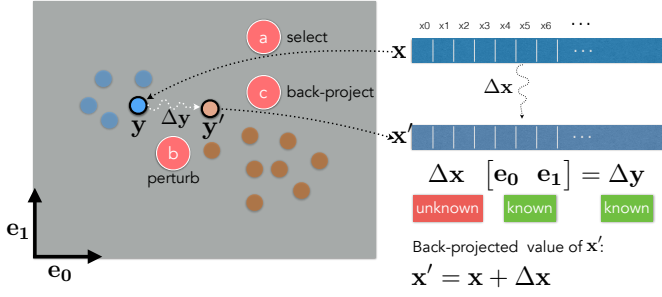 a select
c back-project
y Δy y′
b
perturb
e₁
e₀
x0 x1 x2 x3 x4 x5 x6 ...
x ...
Δx
x′ ...
Δx [e₀ e₁] = Δy
unknown known known
Back-projected value of x′:
x′ = x + Δx